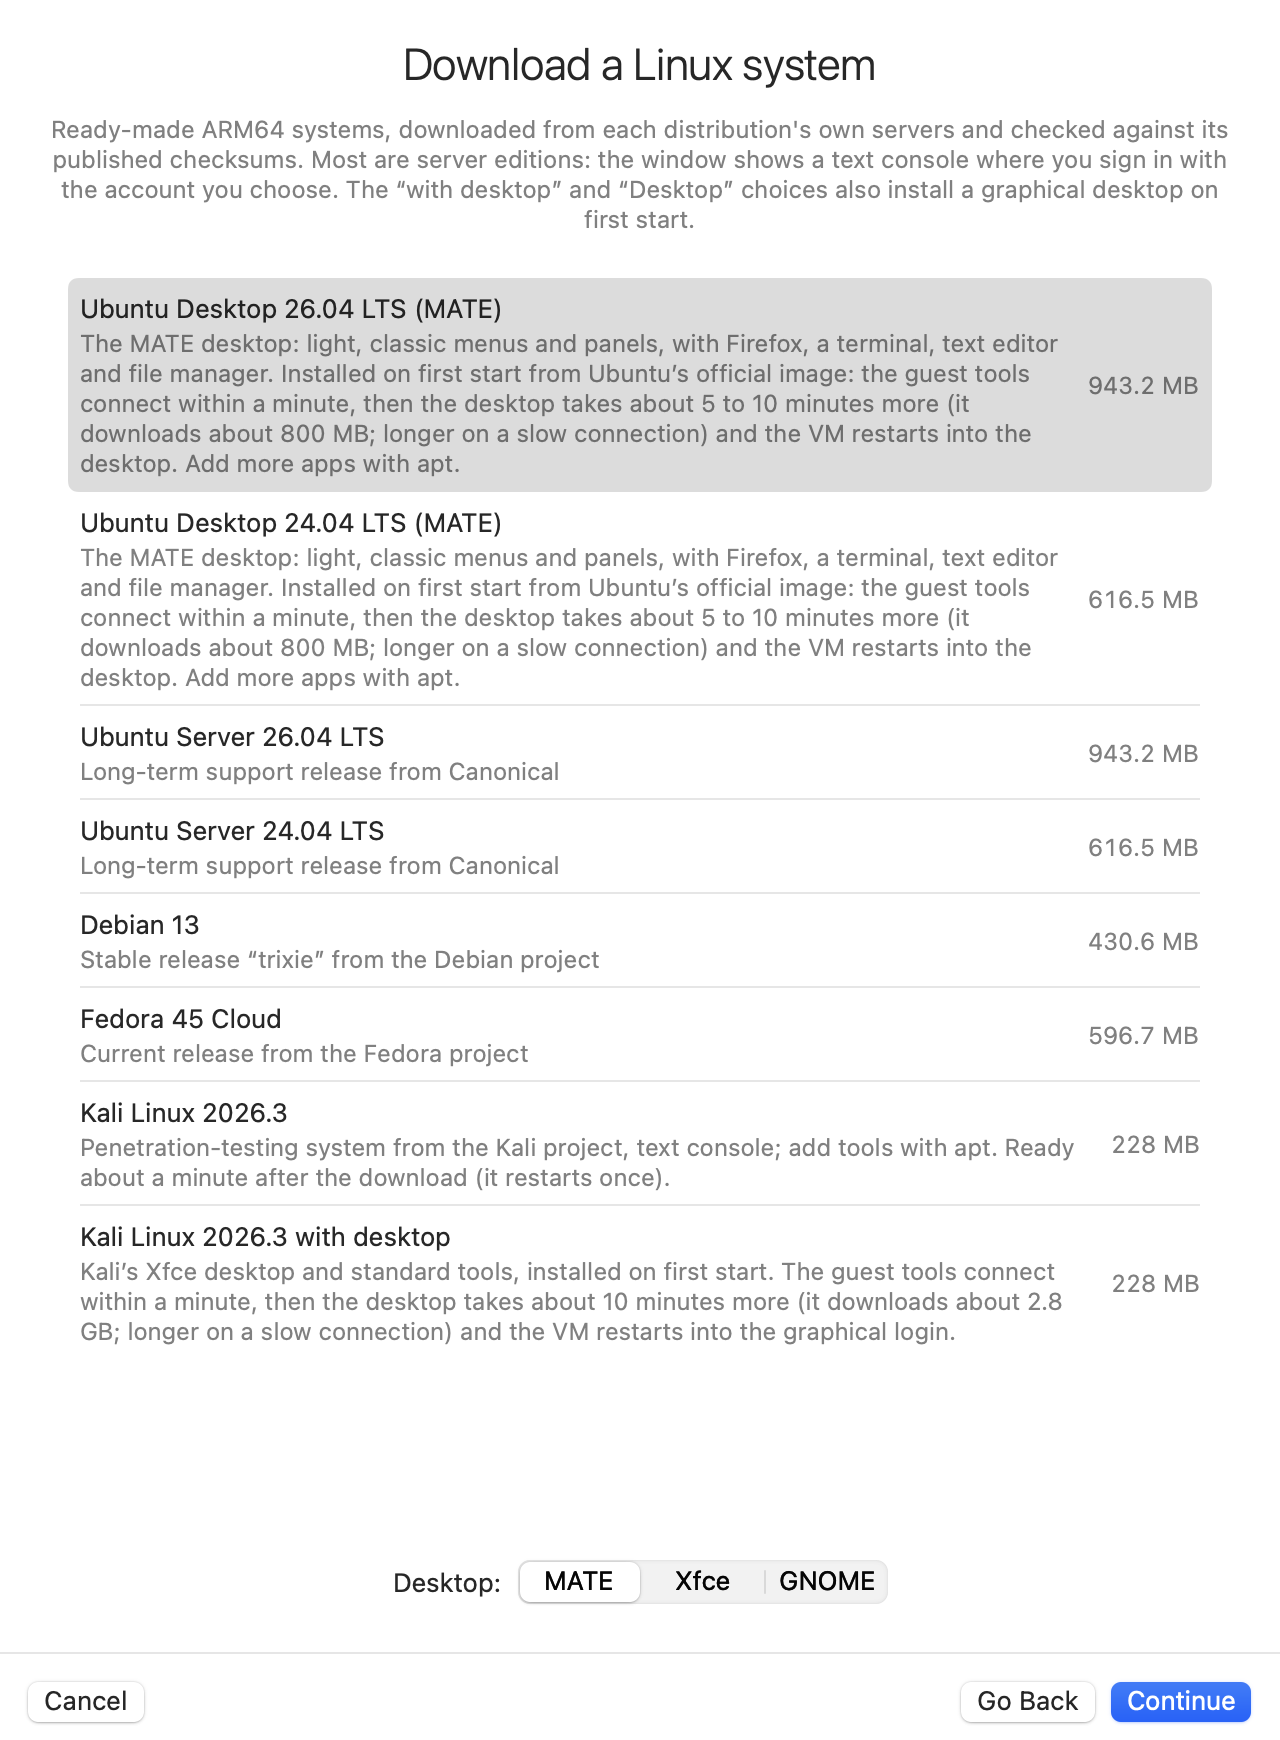 Download a Linux system
Ready-made ARM64 systems, downloaded from each distribution's own servers and checked against its
published checksums. Most are server editions: the window shows a text console where you sign in with
the account you choose. The “with desktop” and “Desktop” choices also install a graphical desktop on
first start.
Ubuntu Desktop 26.04 LTS (MATE)
The MATE desktop: light, classic menus and panels, with Firefox, a terminal, text editor
and file manager. Installed on first start from Ubuntu’s official image: the guest tools
connect within a minute, then the desktop takes about 5 to 10 minutes more (it
downloads about 800 MB; longer on a slow connection) and the VM restarts into the
desktop. Add more apps with apt.
943.2 MB
Ubuntu Desktop 24.04 LTS (MATE)
The MATE desktop: light, classic menus and panels, with Firefox, a terminal, text editor
and file manager. Installed on first start from Ubuntu’s official image: the guest tools
connect within a minute, then the desktop takes about 5 to 10 minutes more (it
downloads about 800 MB; longer on a slow connection) and the VM restarts into the
desktop. Add more apps with apt.
616.5 MB
Ubuntu Server 26.04 LTS
Long-term support release from Canonical
943.2 MB
Ubuntu Server 24.04 LTS
Long-term support release from Canonical
616.5 MB
Debian 13
Stable release “trixie” from the Debian project
430.6 MB
Fedora 45 Cloud
Current release from the Fedora project
596.7 MB
Kali Linux 2026.3
Penetration-testing system from the Kali project, text console; add tools with apt. Ready
about a minute after the download (it restarts once).
228 MB
Kali Linux 2026.3 with desktop
Kali’s Xfce desktop and standard tools, installed on first start. The guest tools connect
within a minute, then the desktop takes about 10 minutes more (it downloads about 2.8
GB; longer on a slow connection) and the VM restarts into the graphical login.
228 MB
Desktop: MATE Xfce GNOME
Cancel Go Back Continue